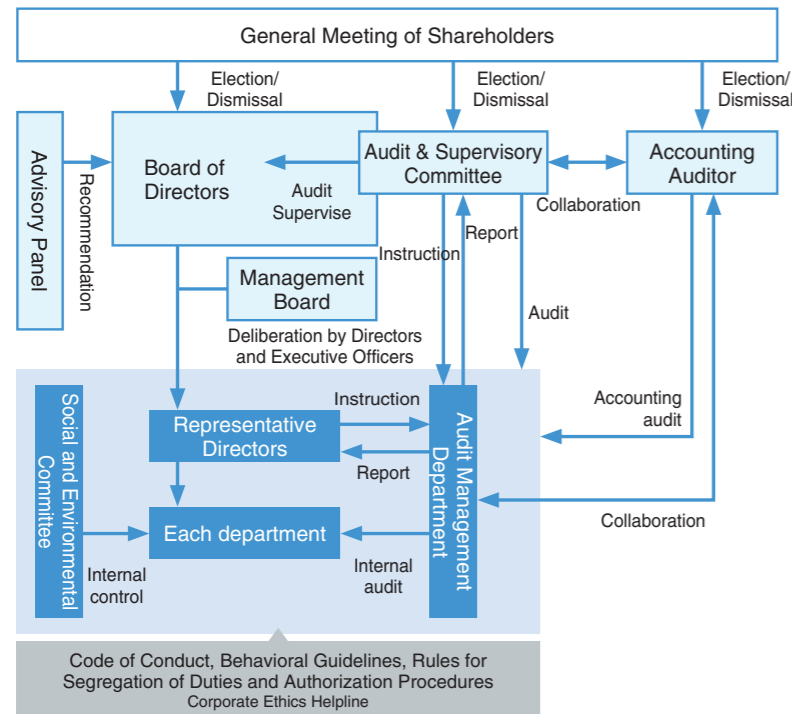 General Meeting of Shareholders
Election/
Dismissal
Election/
Dismissal
Election/
Dismissal
Advisory Panel
Recommendation
Board of
Directors
Audit
Supervise
Audit & Supervisory
Committee
Collaboration
Accounting
Auditor
Instruction
Report
Audit
Management
Board
Deliberation by Directors
and Executive Officers
Accounting
audit
Social and Environmental
Committee
Representative
Directors
Instruction
Report
Audit Management
Department
Collaboration
Each department
Internal
control
Internal
audit
Code of Conduct, Behavioral Guidelines, Rules for
Segregation of Duties and Authorization Procedures
Corporate Ethics Helpline